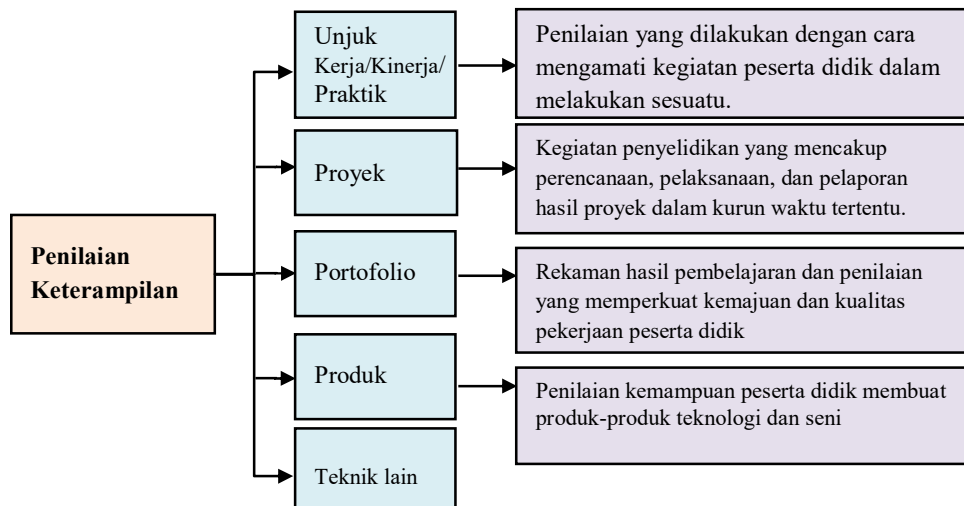 Penilaian
Keterampilan
Unjuk
Kerja/Kinerja/
Praktik
Penilaian yang dilakukan dengan cara
mengamati kegiatan peserta didik dalam
melakukan sesuatu.
Proyek
Kegiatan penyelidikan yang mencakup
perencanaan, pelaksanaan, dan pelaporan
hasil proyek dalam kurun waktu tertentu.
Portofolio
Rekaman hasil pembelajaran dan penilaian
yang memperkuat kemajuan dan kualitas
pekerjaan peserta didik
Produk
Penilaian kemampuan peserta didik membuat
produk-produk teknologi dan seni
Teknik lain